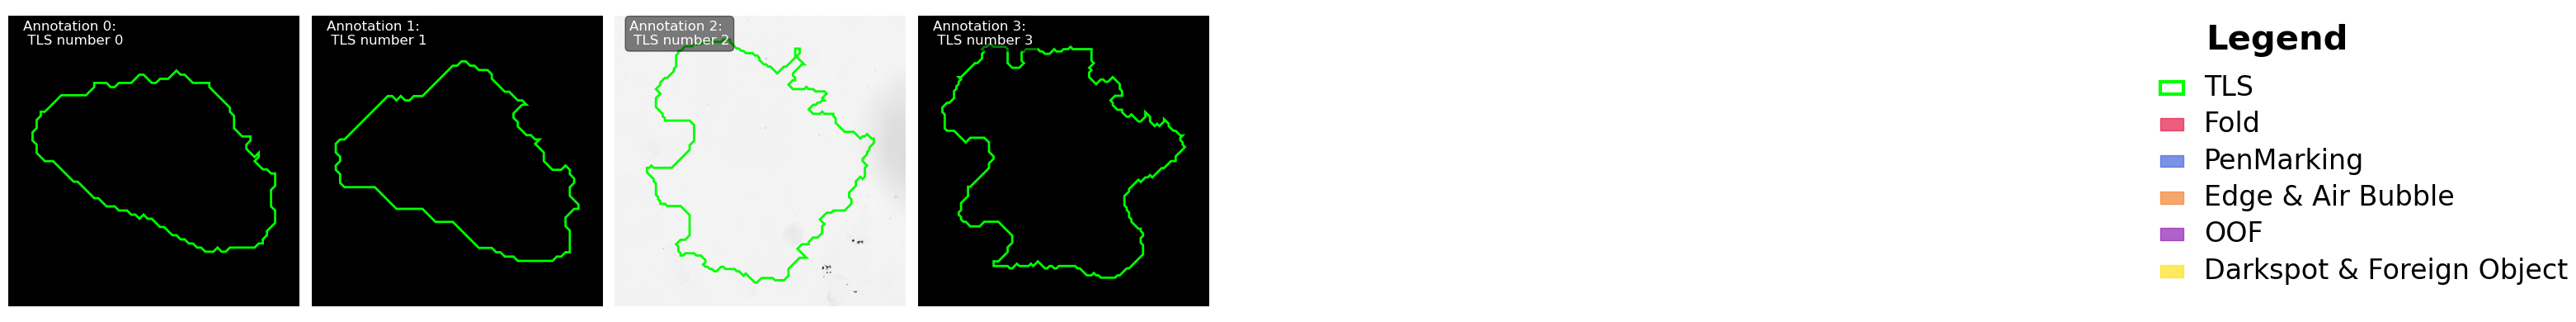 Annotation 0:
TLS number 0
Annotation 1:
TLS number 1
Annotation 2:
TLS number 2
Annotation 3:
TLS number 3
Legend
TLS
Fold
PenMarking
Edge & Air Bubble
OOF
Darkspot & Foreign Object